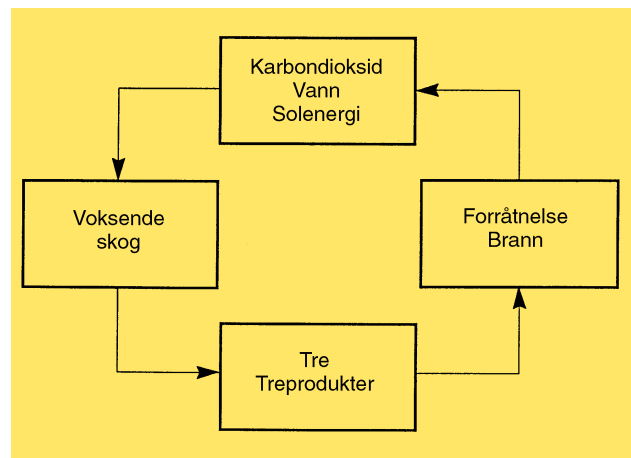 Karbondioksid
Vann
Solenergi
Voksende
skog
Forråtnelse
Brann
Tre
Treprodukter